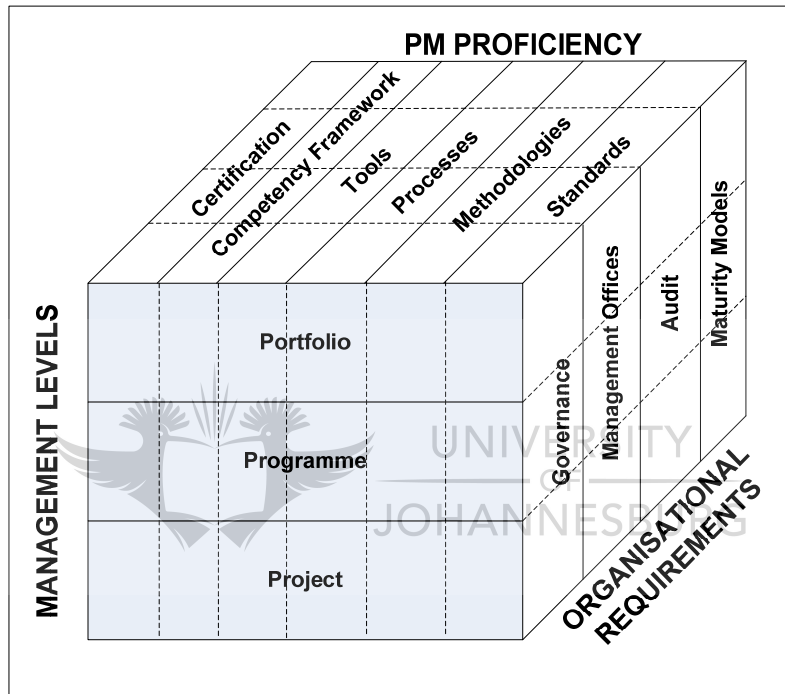 PM PROFICIENCY
Certification
Competency Framework
Tools
Processes
Methodologies
Standards
MANAGEMENT LEVELS
Portfolio
Programme
Project
Governance
Management Offices
Audit
Maturity Models
ORGANISATIONAL
REQUIREMENTS
UNIVERSITY
OF
JOHANNESBURG